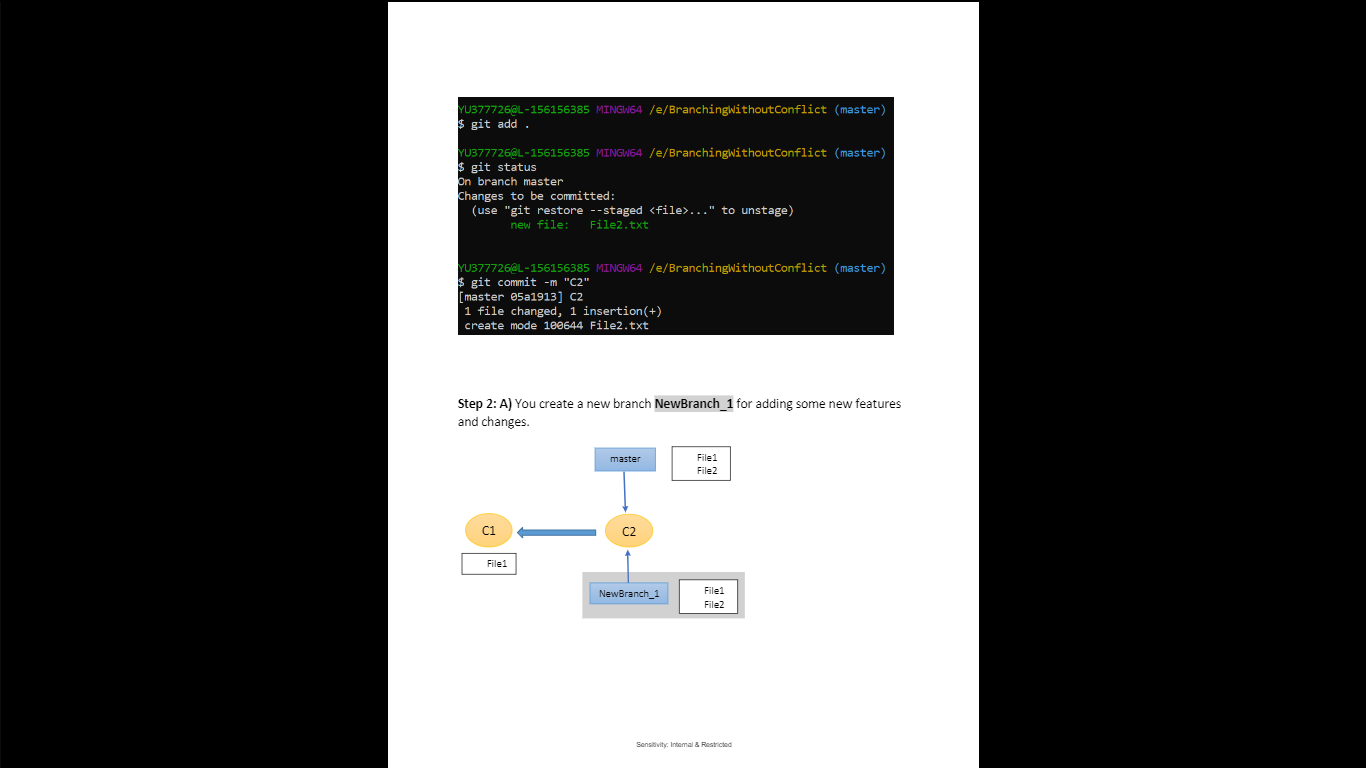 YU377726@L-156156385 MINGW64 /e/BranchingWithoutConflict (master)
$ git add .
YU377726@L-156156385 MINGW64 /e/BranchingWithoutConflict (master)
$ git status
On branch master
Changes to be committed:
(use "git restore --staged <file>..." to unstage)
new file: File2.txt
YU377726@L-156156385 MINGW64 /e/BranchingWithoutConflict (master)
$ git commit -m "C2"
[master 05a1913] C2
1 file changed, 1 insertion(+)
create mode 100644 File2.txt
Step 2: A) You create a new branch NewBranch_1 for adding some new features
and changes.
master
File1
File2
C1
C2
File1
NewBranch_1
File1
File2
Sensitivity: Internal & Restricted